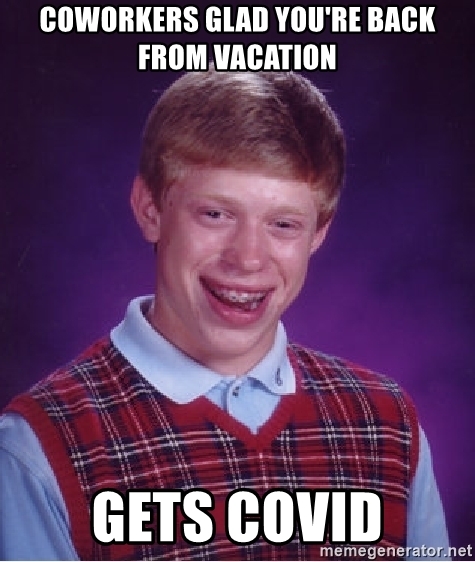 COWORKERS GLAD YOU'RE BACK
FROM VACATION
GETS COVID
memegenerator.net